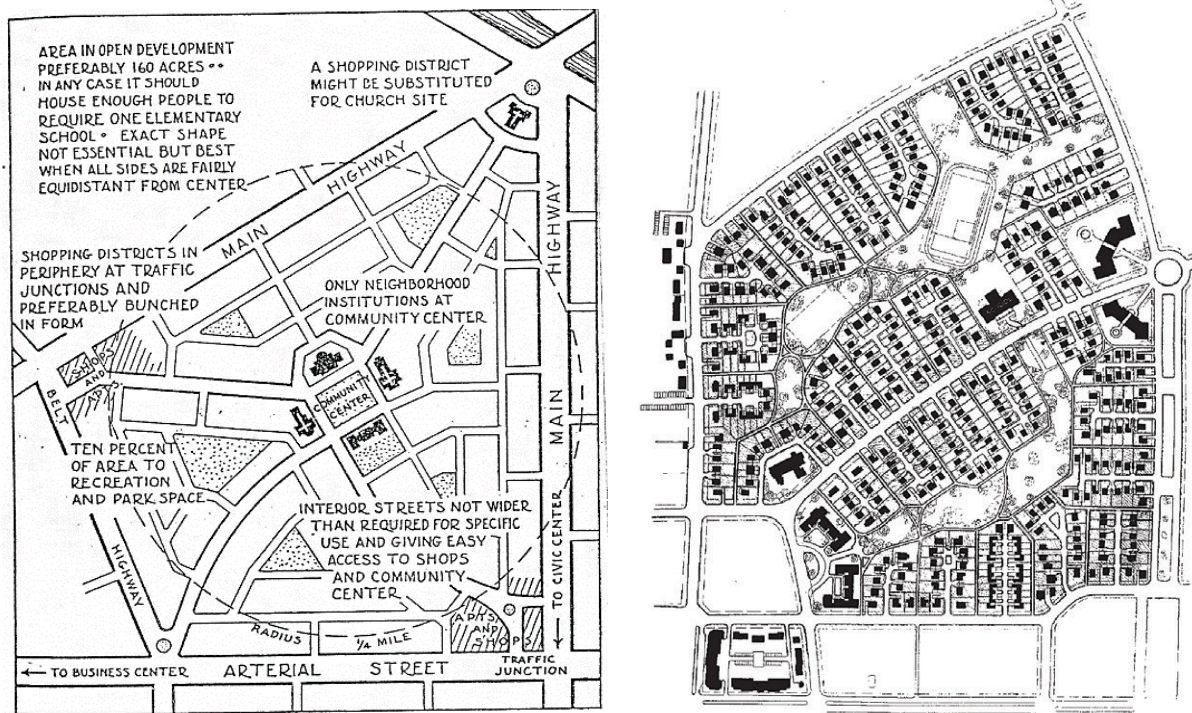 AREA IN OPEN DEVELOPMENT
PREFERABLY 160 ACRES ••
IN ANY CASE IT SHOULD
HOUSE ENOUGH PEOPLE TO
REQUIRE ONE ELEMENTARY
SCHOOL • EXACT SHAPE
NOT ESSENTIAL BUT BEST
WHEN ALL SIDES ARE FAIRLY
EQUIDISTANT FROM CENTER
A SHOPPING DISTRICT
MIGHT BE SUBSTITUTED
FOR CHURCH SITE
MAIN HIGHWAY
SHOPPING DISTRICTS IN
PERIPHERY AT TRAFFIC
JUNCTIONS AND
PREFERABLY BUNCHED
IN FORM
ONLY NEIGHBORHOOD
INSTITUTIONS AT
COMMUNITY CENTER
MAIN HIGHWAY
SHOPS
AND
APTS.
COMMUNITY
CENTER
BELT
HIGHWAY
TEN PERCENT
OF AREA TO
RECREATION
AND PARK SPACE
INTERIOR STREETS NOT WIDER
THAN REQUIRED FOR SPECIFIC
USE AND GIVING EASY
ACCESS TO SHOPS
AND COMMUNITY
CENTER
TO CIVIC CENTER
APTS.
AND
SHOPS
RADIUS 1/4 MILE
TO BUSINESS CENTER
ARTERIAL STREET
TRAFFIC
JUNCTION